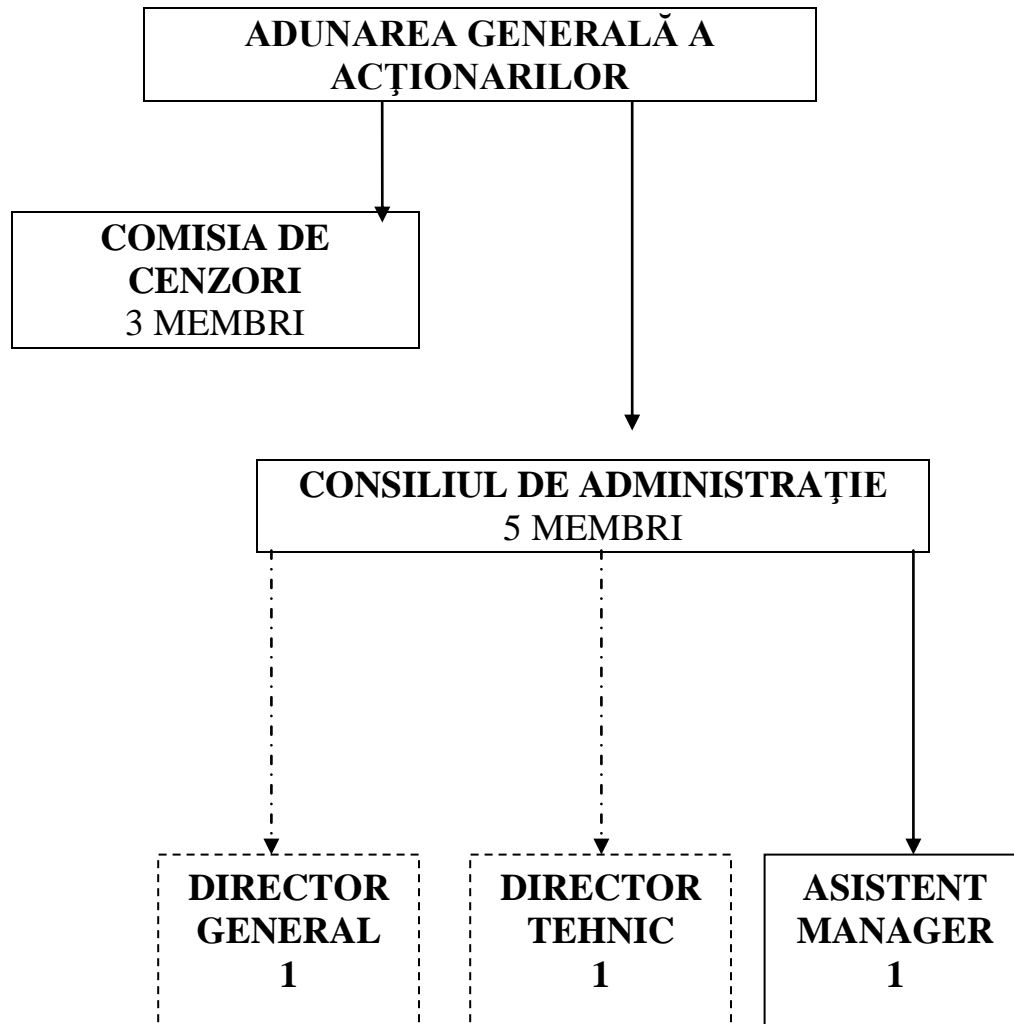 ADUNAREA GENERALĂ A
ACŢIONARILOR
COMISIA DE
CENZORI
3 MEMBRI
CONSILIUL DE ADMINISTRAŢIE
5 MEMBRI
DIRECTOR
GENERAL
1
DIRECTOR
TEHNIC
1
ASISTENT
MANAGER
1